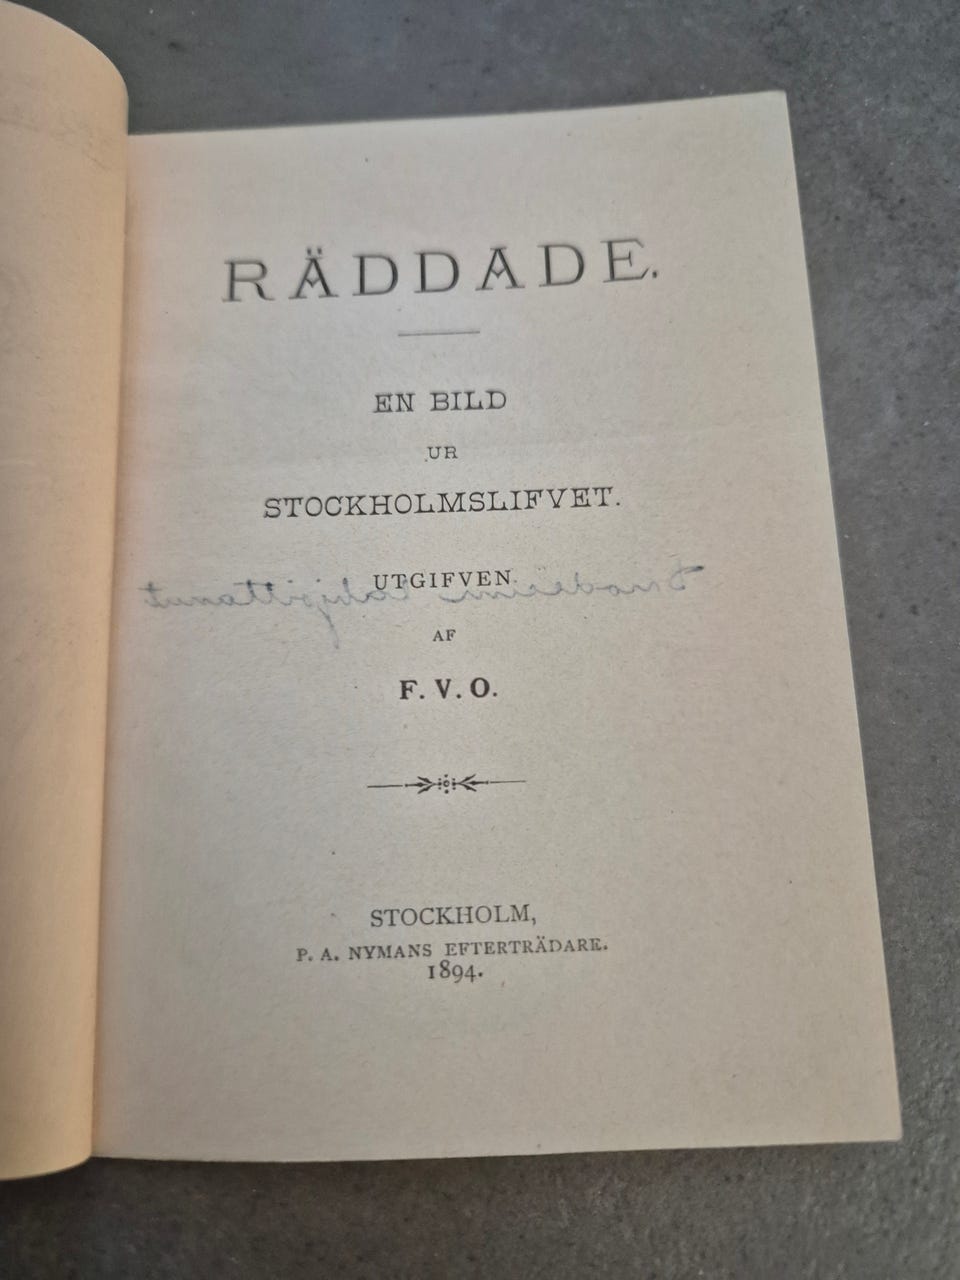 RÄDDADE.
EN BILD
UR
STOCKHOLMSLIFVET.
UTGIFVEN
AF
F. V. O.
STOCKHOLM,
P. A. NYMANS EFTERTRÄDARE.
1894.